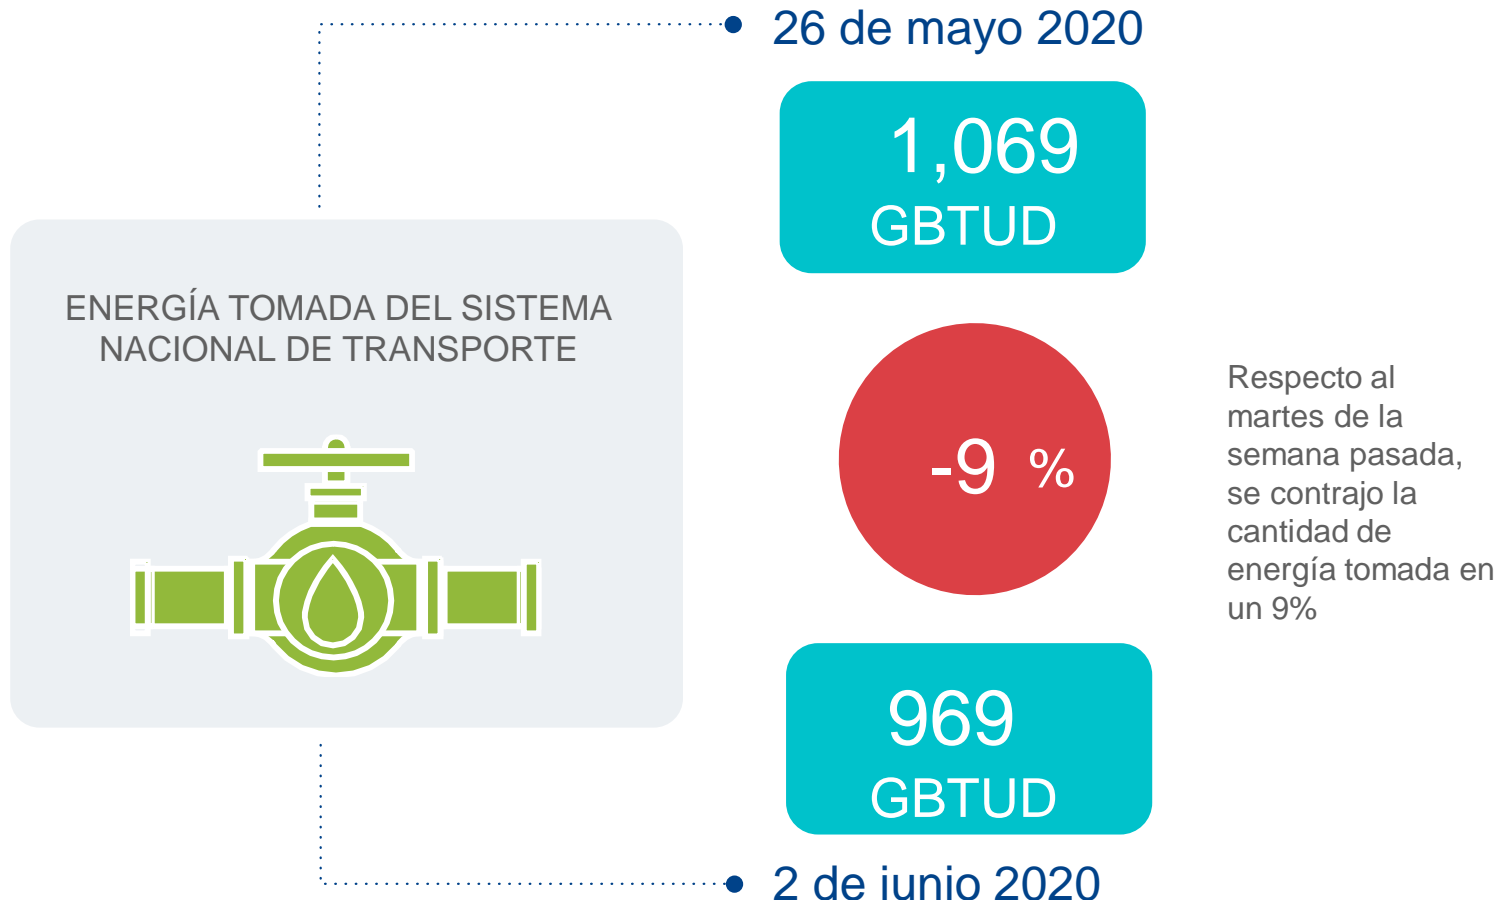 26 de mayo 2020
1,069
GBTUD
ENERGÍA TOMADA DEL SISTEMA
NACIONAL DE TRANSPORTE
-9 %
Respecto al
martes de la
semana pasada,
se contrajo la
cantidad de
energía tomada en
un 9%
969
GBTUD
2 de junio 2020